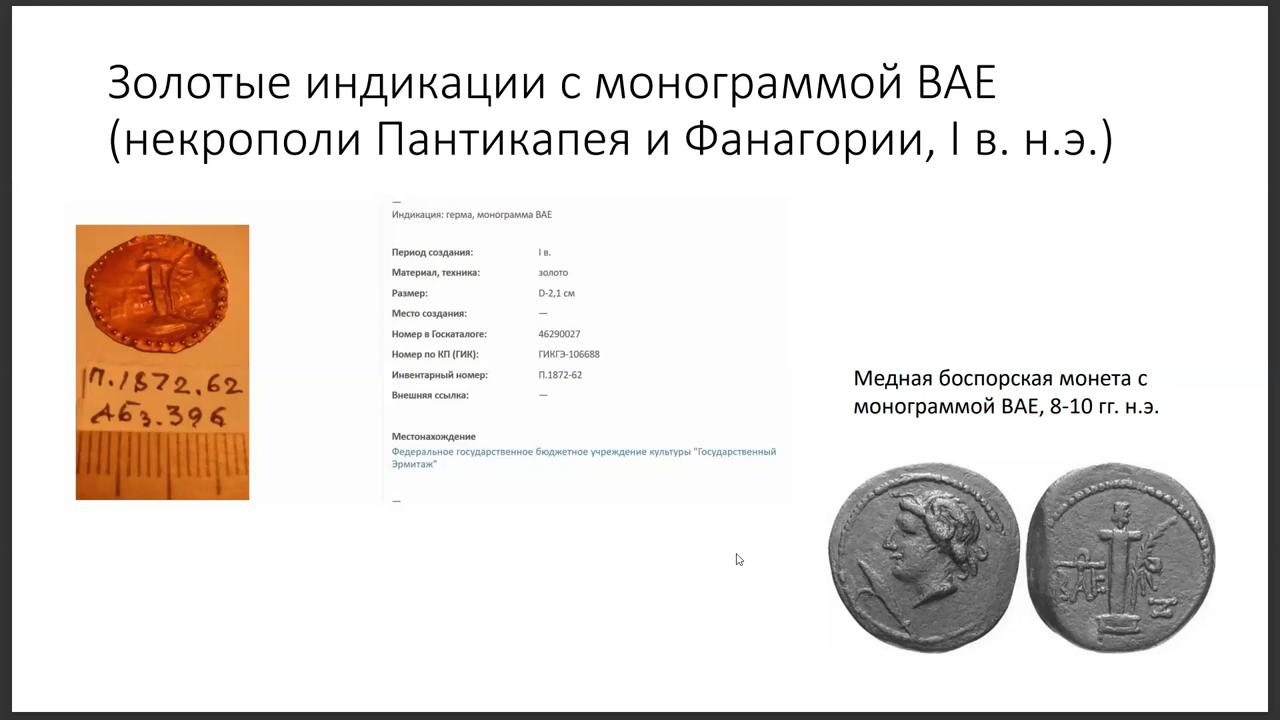 Золотые индикации с монограммой ВАЕ
(некрополи Пантикапея и Фанагории, I в. н.э.)
—
Индикация: герма, монограмма ВАЕ
Период создания: I в.
Материал, техника: золото
Размер: D-2,1 см
Место создания: —
Номер в Госкаталоге: 46290027
Номер по КП (ГИК): ГИКГЭ-106688
Инвентарный номер: П.1872-62
Внешняя ссылка: —
Местонахождение
Федеральное государственное бюджетное учреждение культуры "Государственный
Эрмитаж"
—
П.1872.62
АБз.396
Медная боспорская монета с
монограммой ВАЕ, 8-10 гг. н.э.
ΒΑΕ